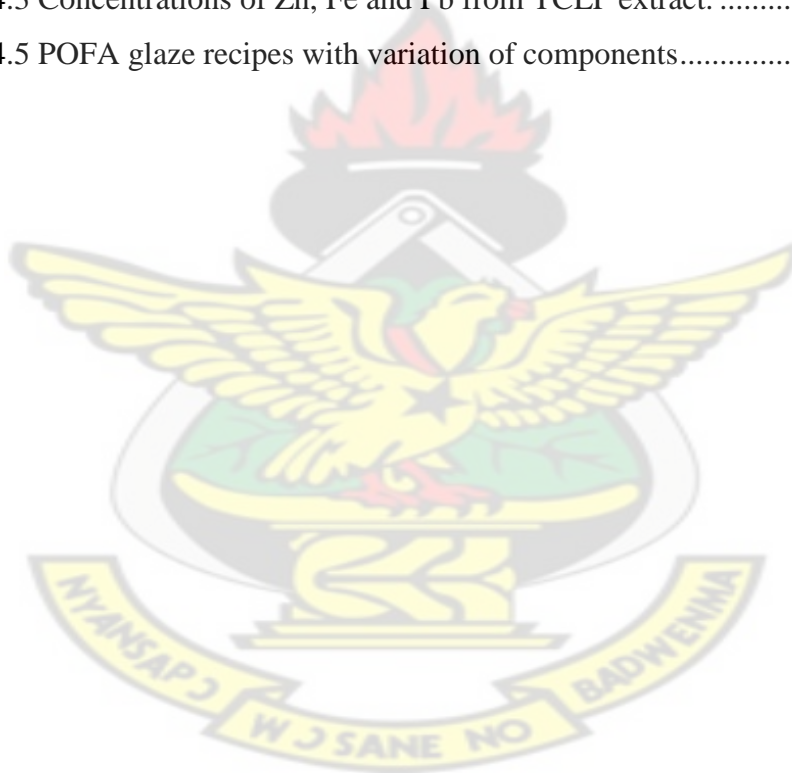 4.3 Concentrations of Zn, Fe and Pb from TCLP extract. ..........
4.5 POFA glaze recipes with variation of components..............
NYANSAPƆ WƆSANE NO BADWENMA